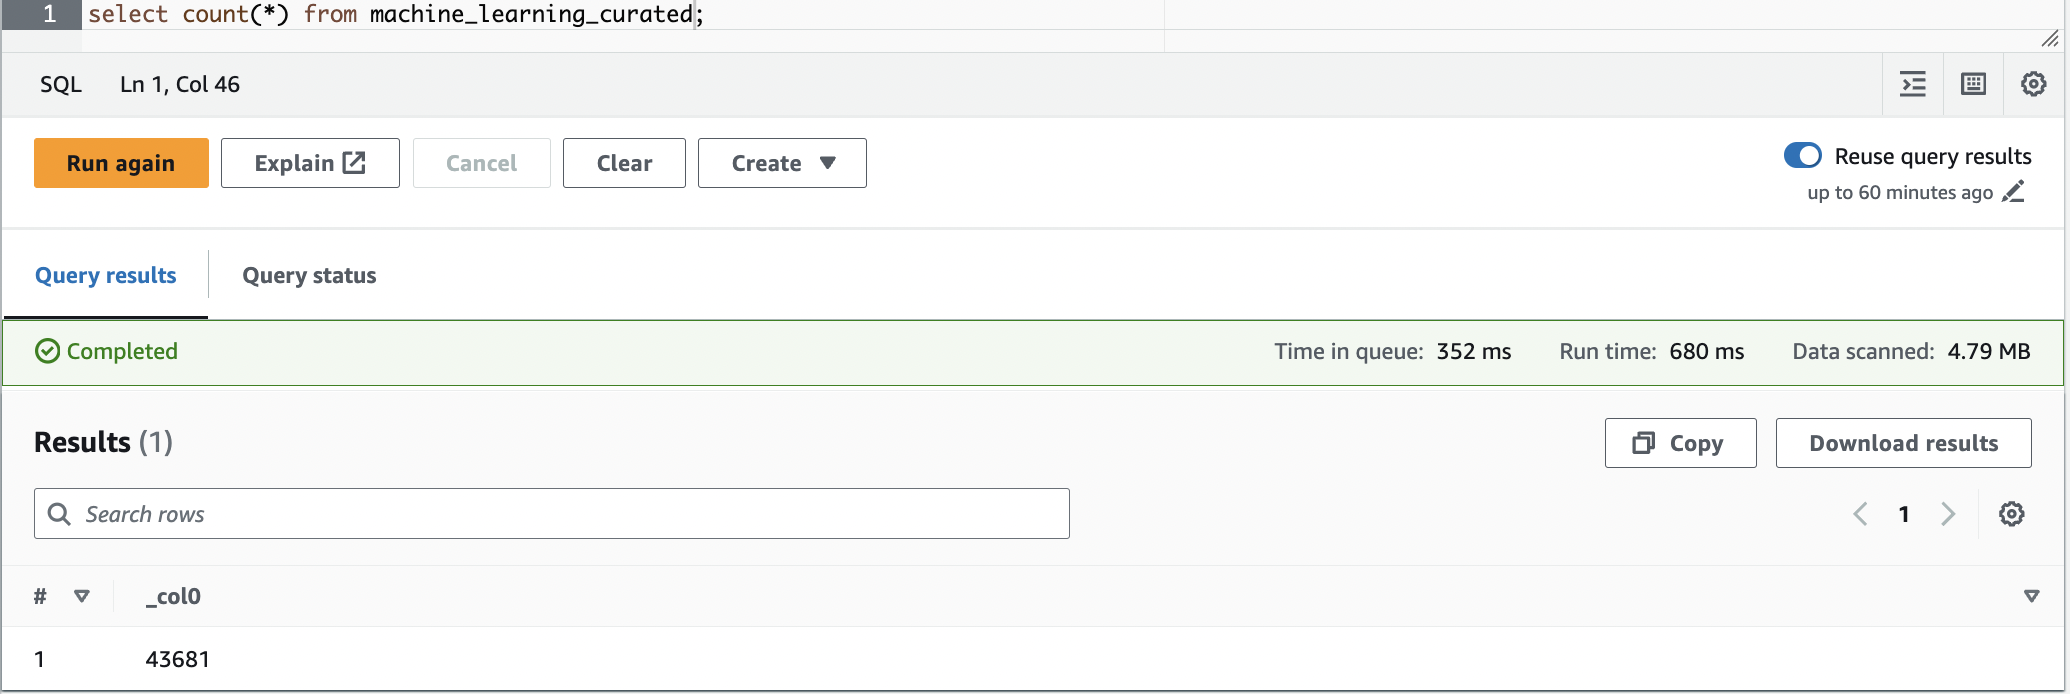 1 select count(*) from machine_learning_curated;
SQL Ln 1, Col 46
Run again Explain Cancel Clear Create Reuse query results
up to 60 minutes ago
Query results Query status
Completed Time in queue: 352 ms Run time: 680 ms Data scanned: 4.79 MB
Results (1) Copy Download results
Search rows 1
# _col0
1 43681